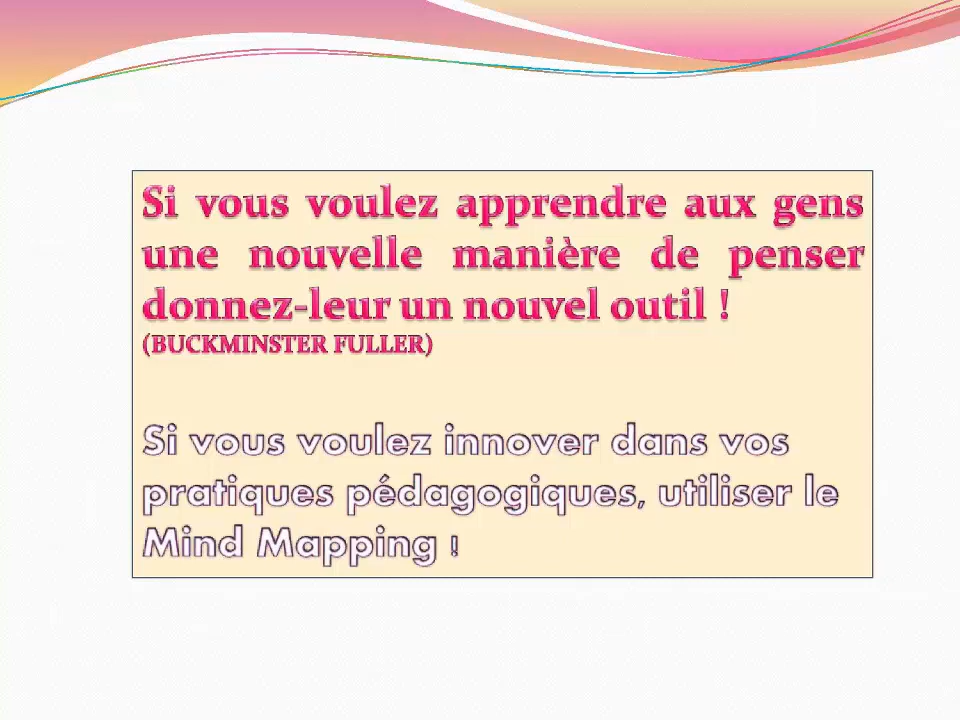 Si vous voulez apprendre aux gens
une nouvelle manière de penser
donnez-leur un nouvel outil !
(BUCKMINSTER FULLER)
Si vous voulez innover dans vos
pratiques pédagogiques, utiliser le
Mind Mapping !